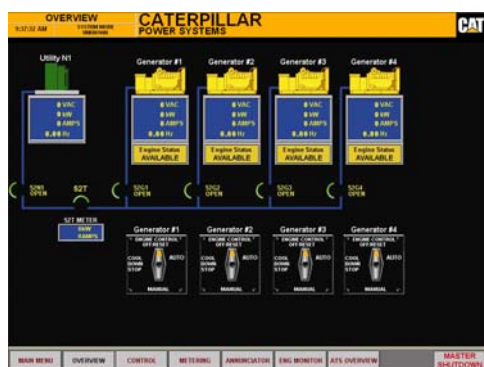 OVERVIEW
9:37:32 AM
SYSTEM MODE
CATERPILLAR
POWER SYSTEMS
CAT
Utility N1
Generator #1
Generator #2
Generator #3
Generator #4
0 VAC
0 kW
0 AMPS
0.00 Hz
0 VAC
0 kW
0 AMPS
0.00 Hz
0 VAC
0 kW
0 AMPS
0.00 Hz
0 VAC
0 kW
0 AMPS
0.00 Hz
0 VAC
0 kW
0 AMPS
0.00 Hz
Engine Status
AVAILABLE
Engine Status
AVAILABLE
Engine Status
AVAILABLE
Engine Status
AVAILABLE
52N1
OPEN
52T
52G1
OPEN
52G2
OPEN
52G3
OPEN
52G4
OPEN
52T METER
0kW
0AMPS
Generator #1
Generator #2
Generator #3
Generator #4
ENGINE CONTROL
OFF/RESET
COOL
DOWN
STOP
AUTO
MANUAL
ENGINE CONTROL
OFF/RESET
COOL
DOWN
STOP
AUTO
MANUAL
ENGINE CONTROL
OFF/RESET
COOL
DOWN
STOP
AUTO
MANUAL
ENGINE CONTROL
OFF/RESET
COOL
DOWN
STOP
AUTO
MANUAL
MAIN MENU
OVERVIEW
CONTROL
METERING
ANNUNCIATOR
ENG MONITOR
ATS OVERVIEW
MASTER
SHUTDOWN